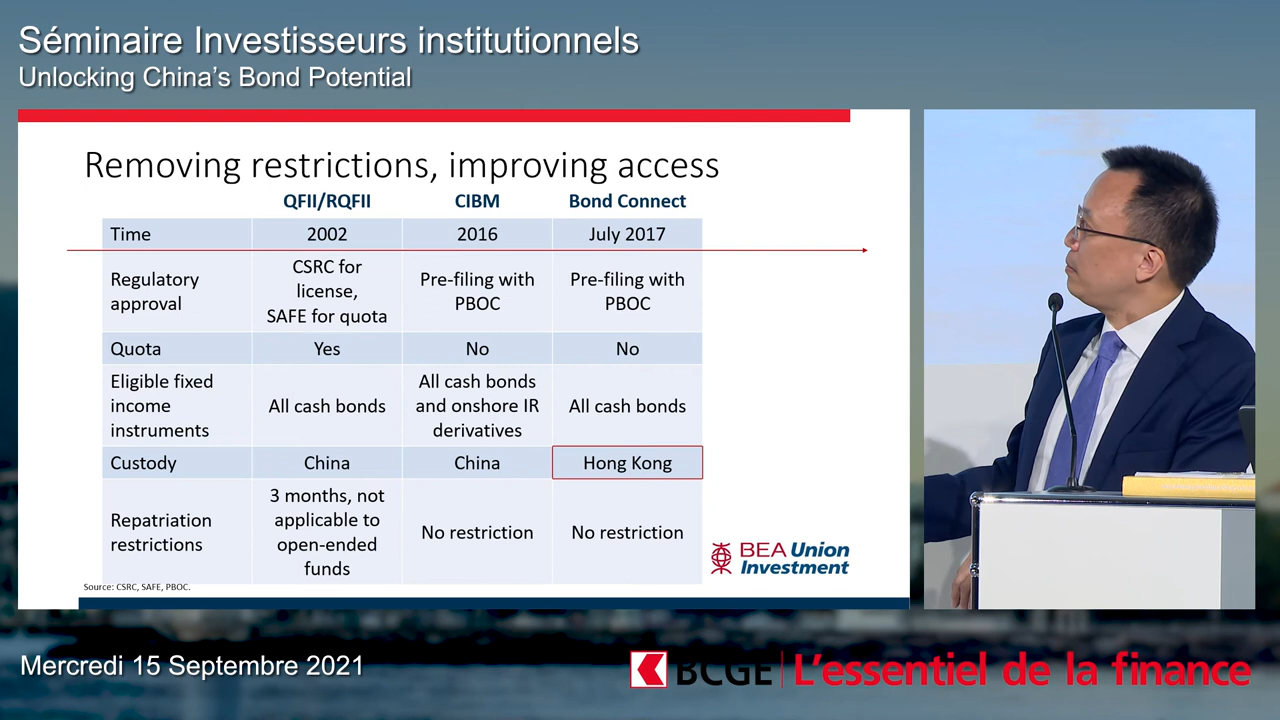 Séminaire Investisseurs institutionnels
Unlocking China's Bond Potential
Removing restrictions, improving access
QFII/RQFII CIBM Bond Connect
Time 2002 2016 July 2017
Regulatory approval CSRC for license, SAFE for quota Pre-filing with PBOC Pre-filing with PBOC
Quota Yes No No
Eligible fixed income instruments All cash bonds All cash bonds and onshore IR derivatives All cash bonds
Custody China China Hong Kong
Repatriation restrictions 3 months, not applicable to open-ended funds No restriction No restriction
BEA Union Investment
Source: CSRC, SAFE, PBOC.
Mercredi 15 Septembre 2021
BCGE L'essentiel de la finance